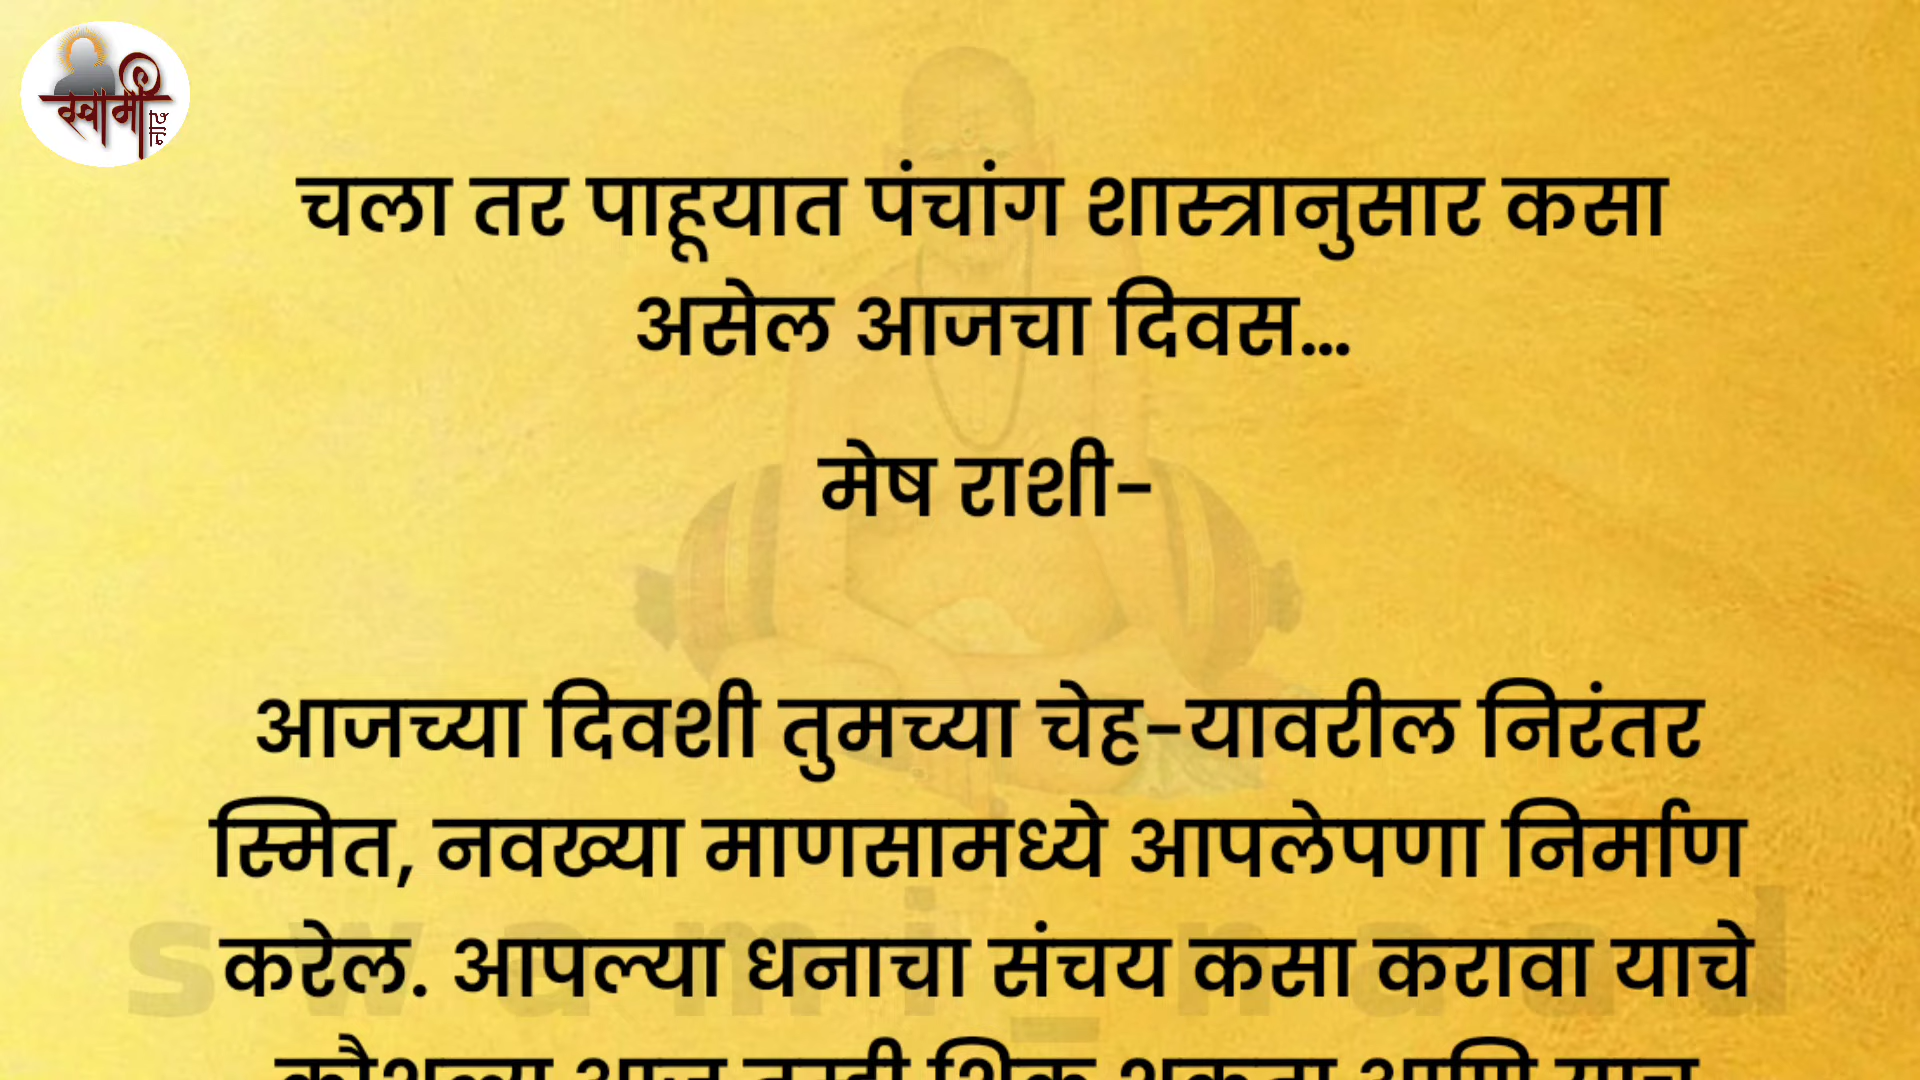 स्वामी
नाद
चला तर पाहूयात पंचांग शास्त्रानुसार कसा
असेल आजचा दिवस...
मेष राशी-
आजच्या दिवशी तुमच्या चेह-यावरील निरंतर
स्मित, नवख्या माणसामध्ये आपलेपणा निर्माण
करेल. आपल्या धनाचा संचय कसा करावा याचे
swami_naad